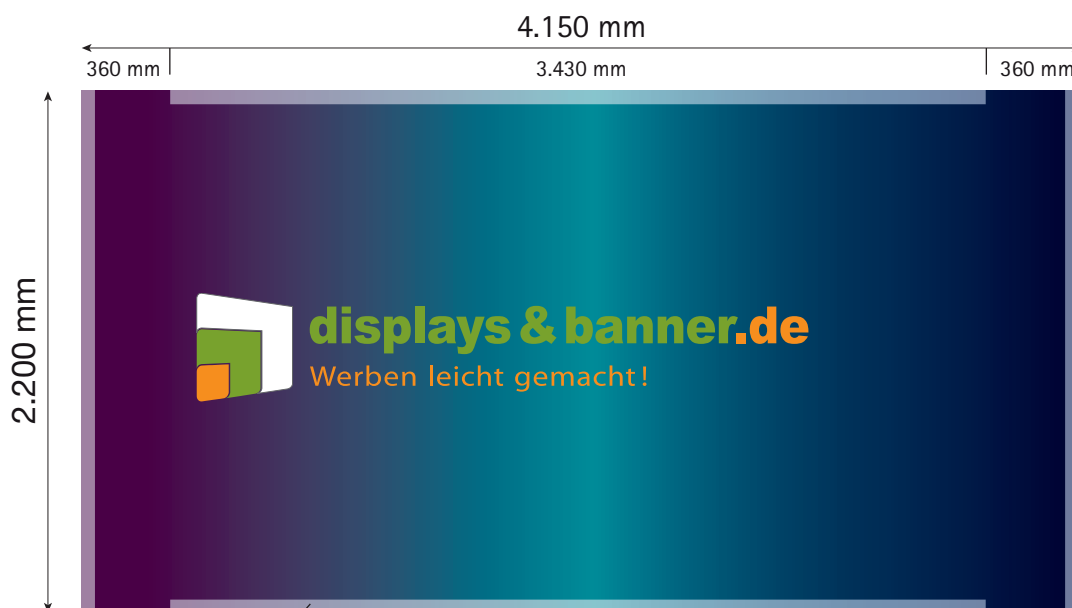 4.150 mm
360 mm 3.430 mm 360 mm
2.200 mm
displays & banner.de
Werben leicht gemacht!